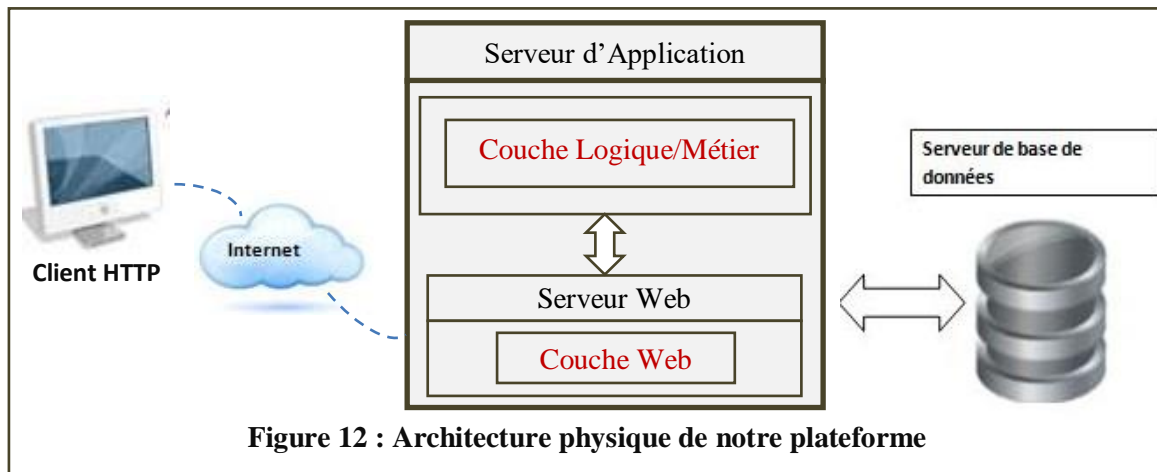 Serveur d’Application
Couche Logique/Métier
Serveur de base de
données
Internet
Client HTTP
Serveur Web
Couche Web
Figure 12 : Architecture physique de notre plateforme